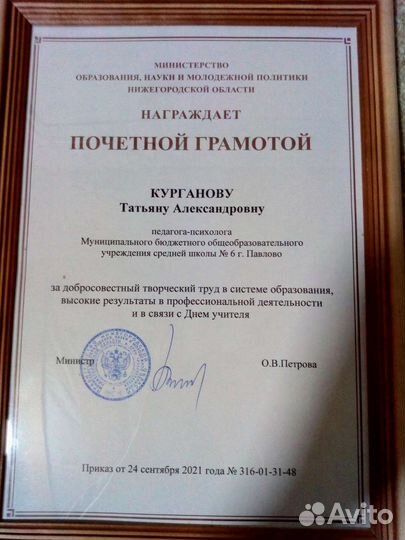 МИНИСТЕРСТВО
ОБРАЗОВАНИЯ, НАУКИ И МОЛОДЕЖНОЙ ПОЛИТИКИ
НИЖЕГОРОДСКОЙ ОБЛАСТИ
НАГРАЖДАЕТ
ПОЧЕТНОЙ ГРАМОТОЙ
КУРГАНОВУ
Татьяну Александровну
педагога-психолога
Муниципального бюджетного общеобразовательного
учреждения средней школы № 6 г. Павлово
за добросовестный творческий труд в системе образования,
высокие результаты в профессиональной деятельности
и в связи с Днем учителя
Министр О.В.Петрова
Приказ от 24 сентября 2021 года № 316-01-31-48
Avito